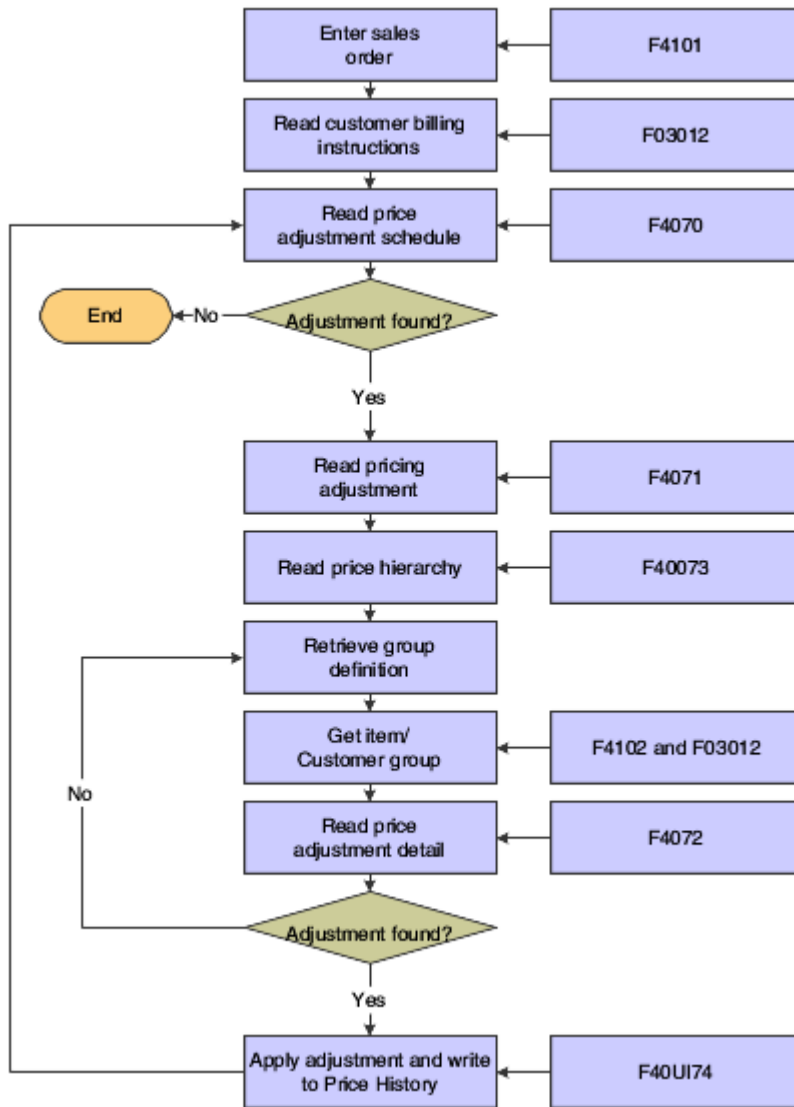 Enter sales
order
F4101
Read customer billing
instructions
F03012
Read price
adjustment schedule
F4070
End
No
Adjustment found?
Yes
Read pricing
adjustment
F4071
Read price hierarchy
F40073
Retrieve group
definition
Get item/
Customer group
F4102 and F03012
No
Read price
adjustment detail
F4072
Adjustment found?
Yes
Apply adjustment and write
to Price History
F40UI74